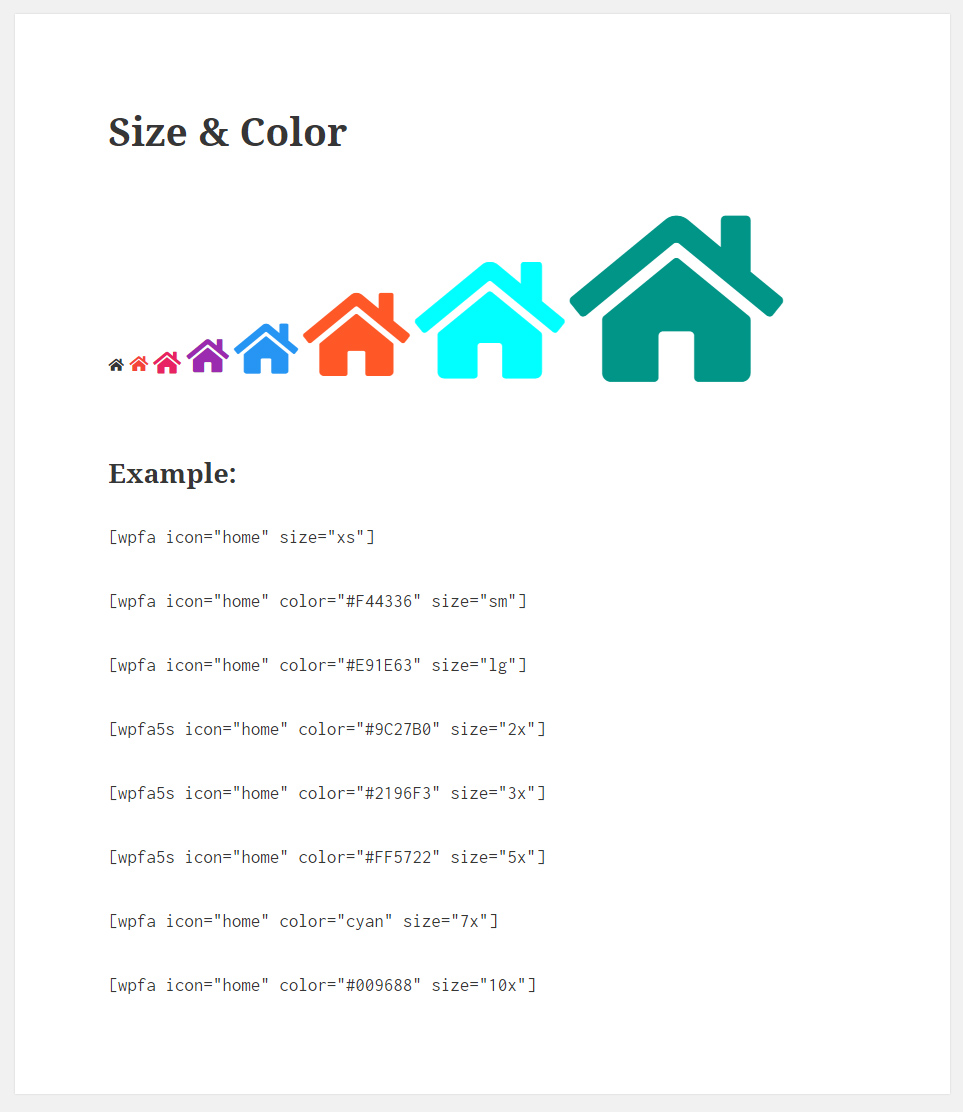 Size & Color
Example:
[wpfa icon="home" size="xs"]
[wpfa icon="home" color="#F44336" size="sm"]
[wpfa icon="home" color="#E91E63" size="lg"]
[wpfa5s icon="home" color="#9C27B0" size="2x"]
[wpfa5s icon="home" color="#2196F3" size="3x"]
[wpfa5s icon="home" color="#FF5722" size="5x"]
[wpfa icon="home" color="cyan" size="7x"]
[wpfa icon="home" color="#009688" size="10x"]